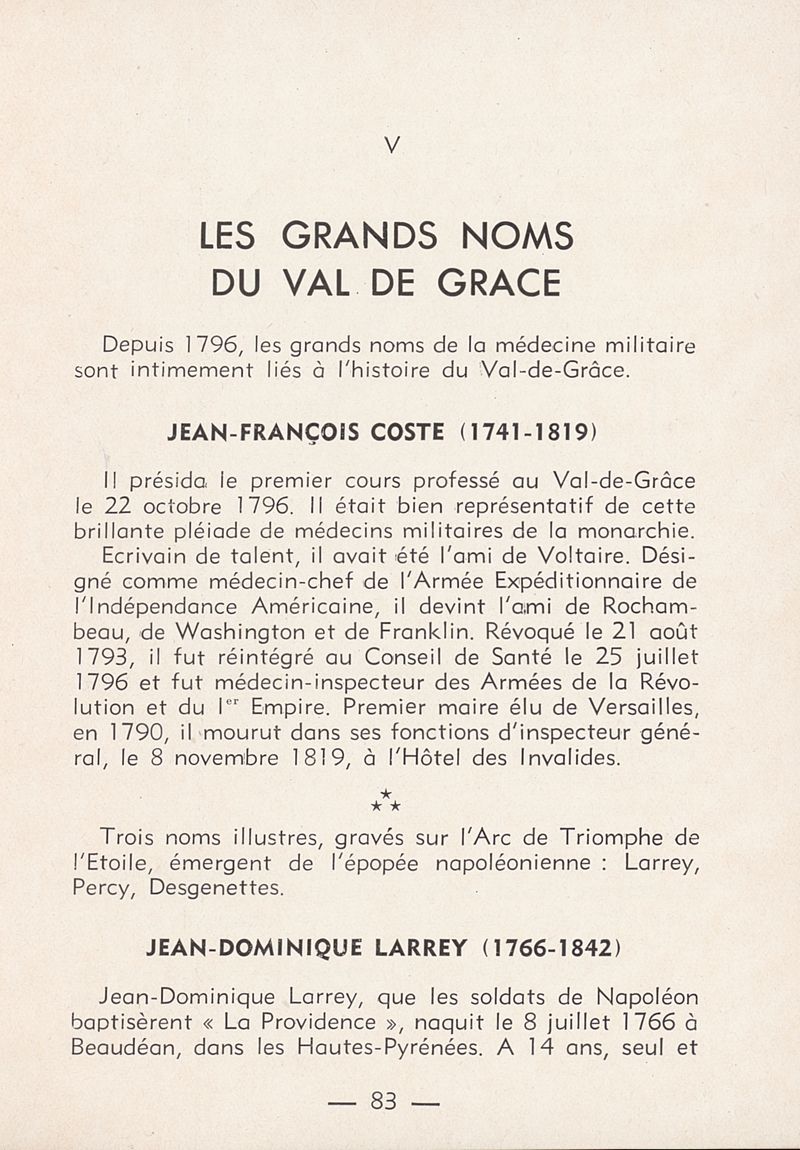 V
LES GRANDS NOMS
DU VAL DE GRACE
Depuis 1796, les grands noms de la médecine militaire
sont intimement liés à l'histoire du Val-de-Grâce.
JEAN-FRANÇOIS COSTE (1741-1819)
Il présida le premier cours professé au Val-de-Grâce
le 22 octobre 1796. Il était bien représentatif de cette
brillante pléiade de médecins militaires de la monarchie.
Ecrivain de talent, il avait été l'ami de Voltaire. Dési-
gné comme médecin-chef de l'Armée Expéditionnaire de
l'Indépendance Américaine, il devint l'ami de Rocham-
beau, de Washington et de Franklin. Révoqué le 21 août
1793, il fut réintégré au Conseil de Santé le 25 juillet
1796 et fut médecin-inspecteur des Armées de la Révo-
lution et du Ier Empire. Premier maire élu de Versailles,
en 1790, il mourut dans ses fonctions d'inspecteur géné-
ral, le 8 novembre 1819, à l'Hôtel des Invalides.
★
★ ★
Trois noms illustres, gravés sur l'Arc de Triomphe de
l'Etoile, émergent de l'épopée napoléonienne : Larrey,
Percy, Desgenettes.
JEAN-DOMINIQUE LARREY (1766-1842)
Jean-Dominique Larrey, que les soldats de Napoléon
baptisèrent « La Providence », naquit le 8 juillet 1766 à
Beaudéan, dans les Hautes-Pyrénées. A 14 ans, seul et
— 83 —